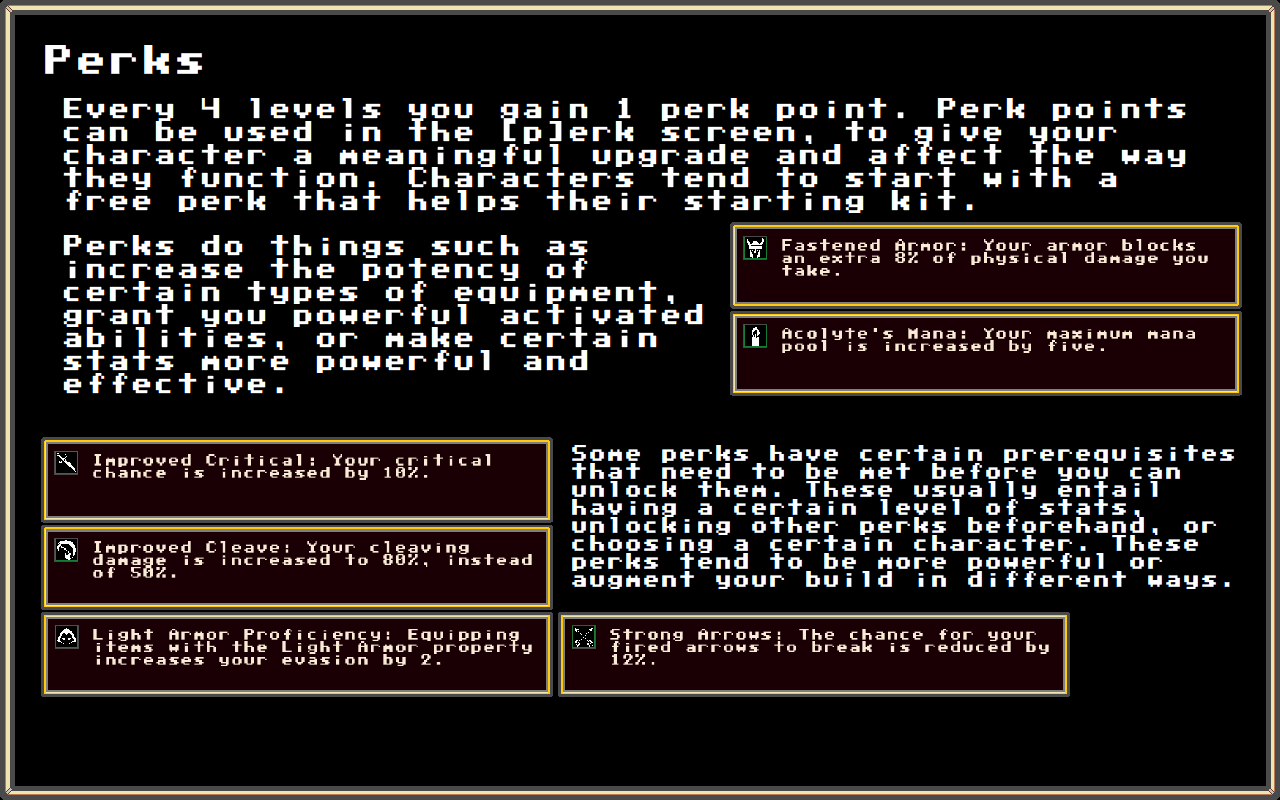 Perks
Every 4 levels you gain 1 perk point. Perk points
can be used in the [p]erk screen, to give your
character a meaningful upgrade and affect the way
they function. Characters tend to start with a
free perk that helps their starting kit.
Perks do things such as
increase the potency of
certain types of equipment,
grant you powerful activated
abilities, or make certain
stats more powerful and
effective.
Fastened Armor: Your armor blocks
an extra 8% of physical damage you
take.
Acolyte's Mana: Your maximum mana
pool is increased by five.
Improved Critical: Your critical
chance is increased by 10%.
Improved Cleave: Your cleaving
damage is increased to 80%, instead
of 50%.
Light Armor Proficiency: Equipping
items with the Light Armor property
increases your evasion by 2.
Some perks have certain prerequisites
that need to be met before you can
unlock them. These usually entail
having a certain level of stats,
unlocking other perks beforehand, or
choosing a certain character. These
perks tend to be more powerful or
augment your build in different ways.
Strong Arrows: The chance for your
fired arrows to break is reduced by
12%.